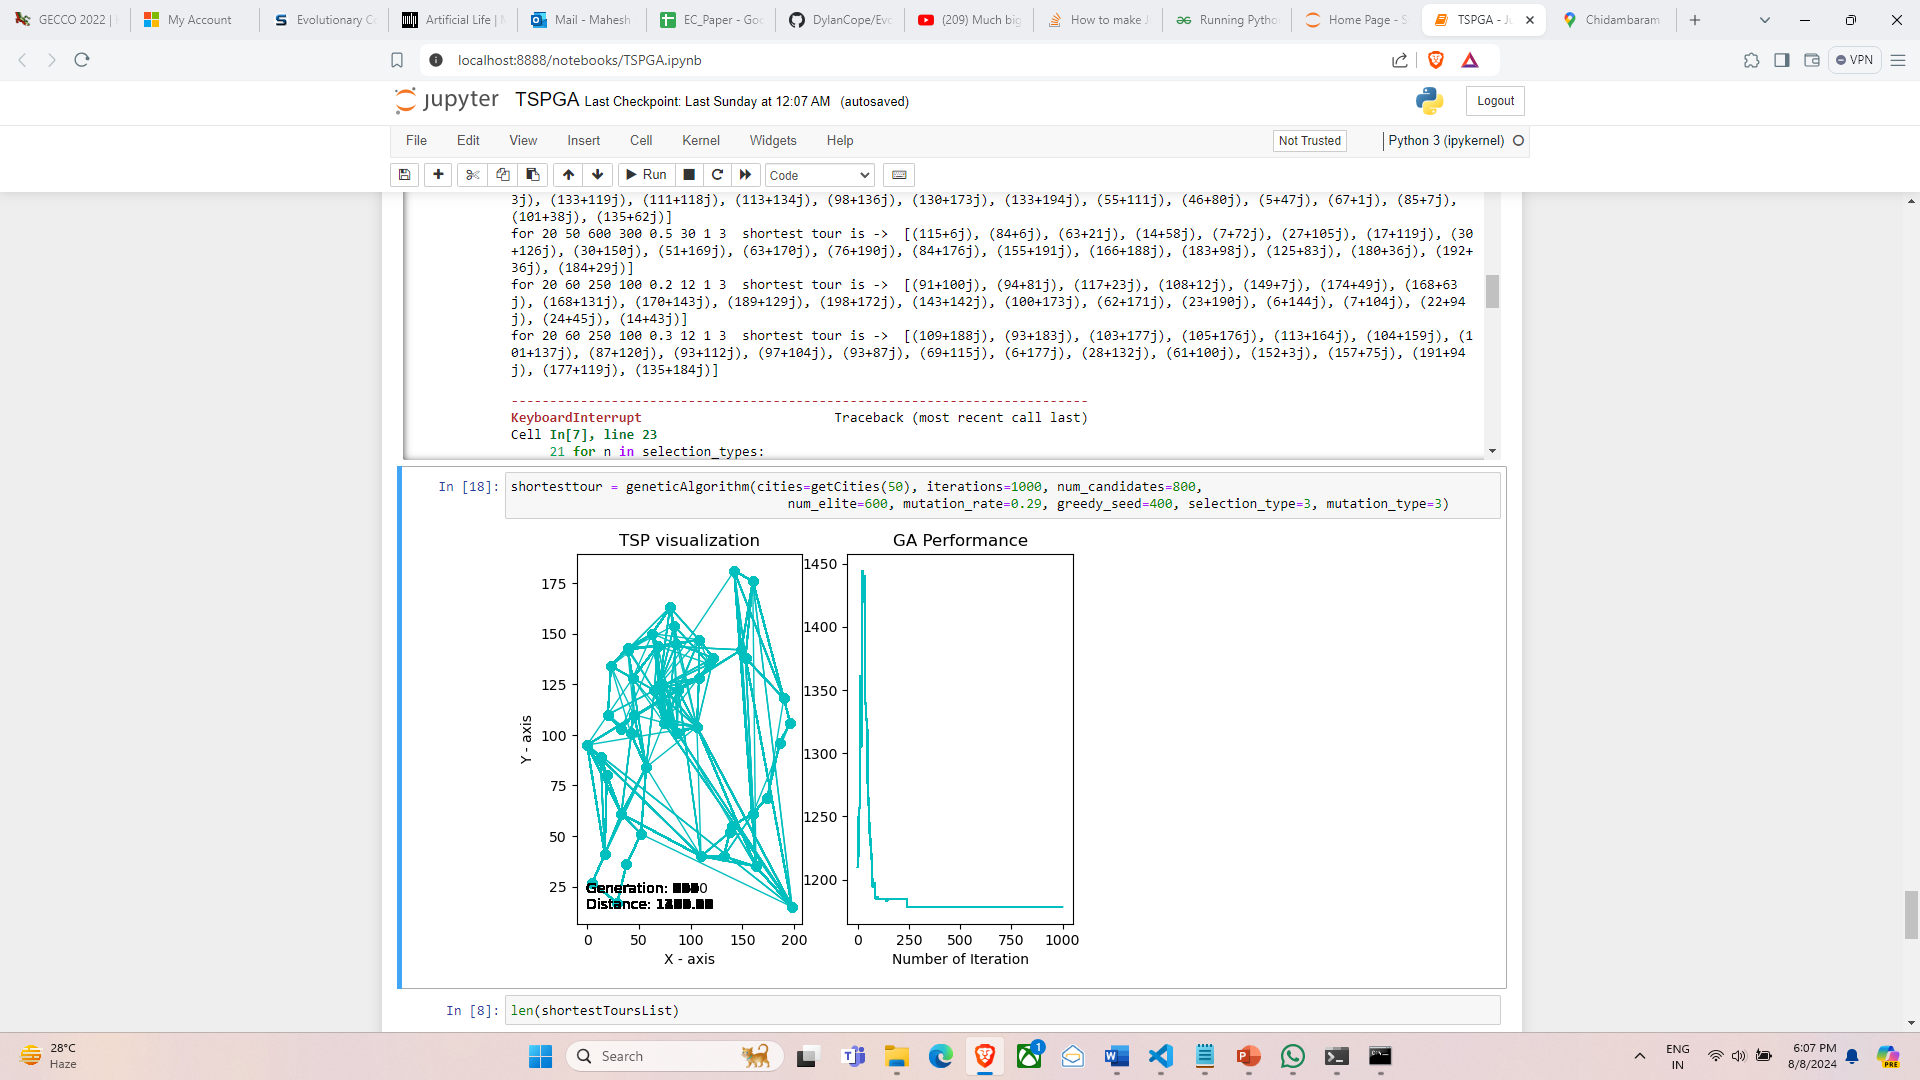 GECCO 2022 |
My Account
Evolutionary Co
Artificial Life | M
Mail - Mahesh
EC_Paper - Goo
DylanCope/Evo
(209) Much big
How to make J
Running Pytho
Home Page - S
TSPGA - Ju
Chidambaram
localhost:8888/notebooks/TSPGA.ipynb
VPN
jupyter TSPGA Last Checkpoint: Last Sunday at 12:07 AM (autosaved)
Logout
File Edit View Insert Cell Kernel Widgets Help
Not Trusted
Python 3 (ipykernel)
Run
Code
3j), (133+119j), (111+118j), (113+134j), (98+136j), (130+173j), (133+194j), (55+111j), (46+80j), (5+47j), (67+1j), (85+7j),
(101+38j), (135+62j)]
for 20 50 600 300 0.5 30 1 3  shortest tour is ->  [(115+6j), (84+6j), (63+21j), (14+58j), (7+72j), (27+105j), (17+119j), (30
+126j), (30+150j), (51+169j), (63+170j), (76+190j), (84+176j), (155+191j), (166+188j), (183+98j), (125+83j), (180+36j), (192+
36j), (184+29j)]
for 20 60 250 100 0.2 12 1 3  shortest tour is ->  [(91+100j), (94+81j), (117+23j), (108+12j), (149+7j), (174+49j), (168+63
j), (168+131j), (170+143j), (189+129j), (198+172j), (143+142j), (100+173j), (62+171j), (23+190j), (6+144j), (7+104j), (22+94
j), (24+45j), (14+43j)]
for 20 60 250 100 0.3 12 1 3  shortest tour is ->  [(109+188j), (93+183j), (103+177j), (105+176j), (113+164j), (104+159j), (1
01+137j), (87+120j), (93+112j), (97+104j), (93+87j), (69+115j), (6+177j), (28+132j), (61+100j), (152+3j), (157+75j), (191+94
j), (177+119j), (135+184j)]
---------------------------------------------------------------------------
KeyboardInterrupt                         Traceback (most recent call last)
Cell In[7], line 23
21 for n in selection_types:
In [18]: shortesttour = geneticAlgorithm(cities=getCities(50), iterations=1000, num_candidates=800,
num_elite=600, mutation_rate=0.29, greedy_seed=400, selection_type=3, mutation_type=3)
TSP visualization
GA Performance
175
150
125
100
75
50
25
Y - axis
Generation:
Distance:
0 50 100 150 200
X - axis
1450
1400
1350
1300
1250
1200
0 250 500 750 1000
Number of Iteration
In [8]: len(shortestToursList)
28°C
Haze
Search
1
ENG
IN
6:07 PM
8/8/2024
PRE